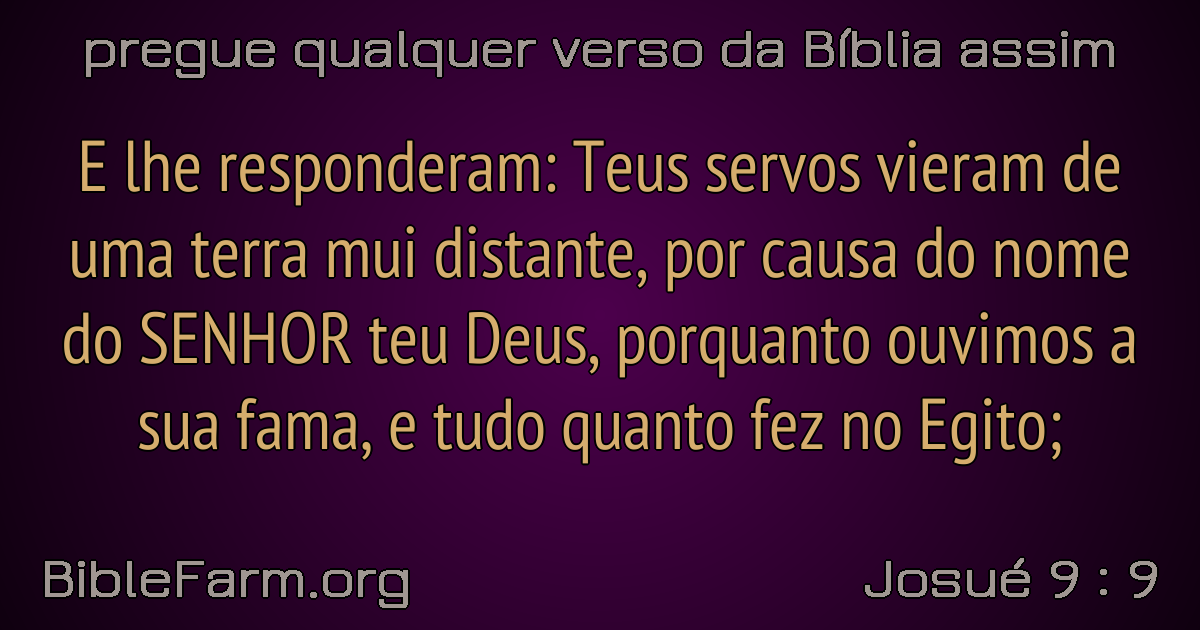 pregue qualquer verso da Bíblia assim
E lhe responderam: Teus servos vieram de
uma terra mui distante, por causa do nome
do SENHOR teu Deus, porquanto ouvimos a
sua fama, e tudo quanto fez no Egito;
BibleFarm.org
Josué 9 : 9